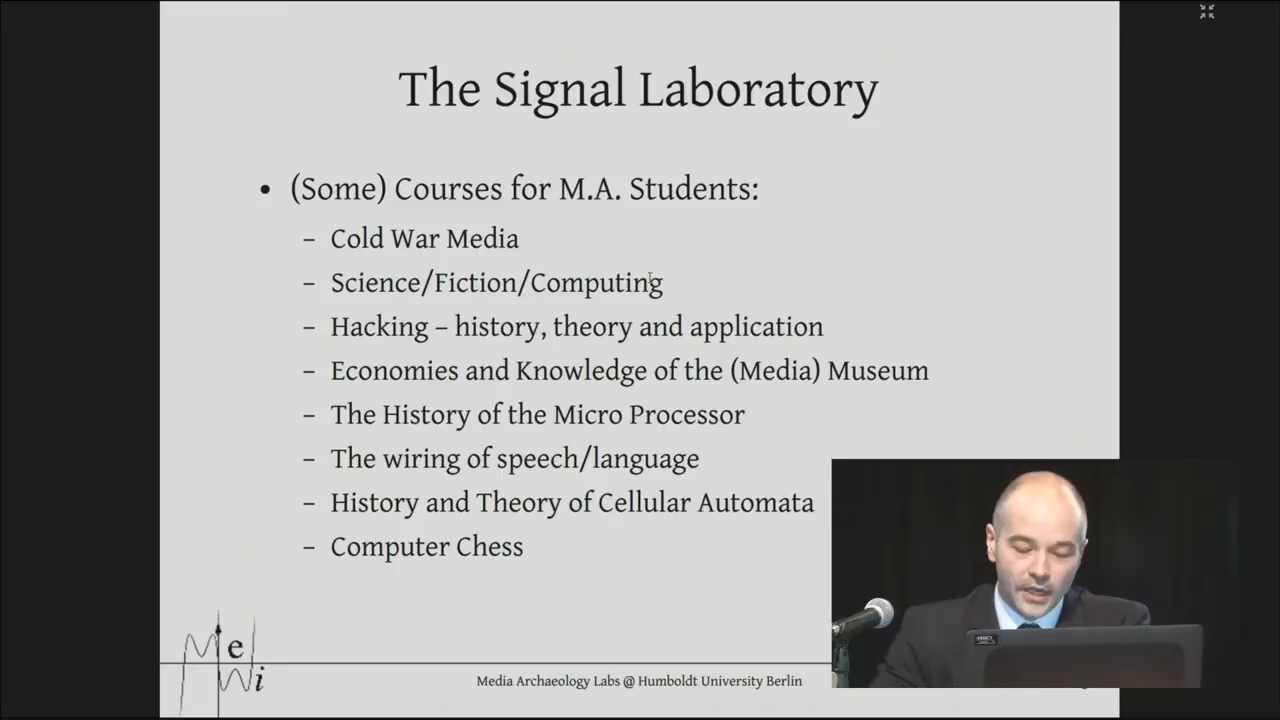 The Signal Laboratory
• (Some) Courses for M.A. Students:
– Cold War Media
– Science/Fiction/Computing
– Hacking – history, theory and application
– Economies and Knowledge of the (Media) Museum
– The History of the Micro Processor
– The wiring of speech/language
– History and Theory of Cellular Automata
– Computer Chess
Me
Wi
Media Archaeology Labs @ Humboldt University Berlin